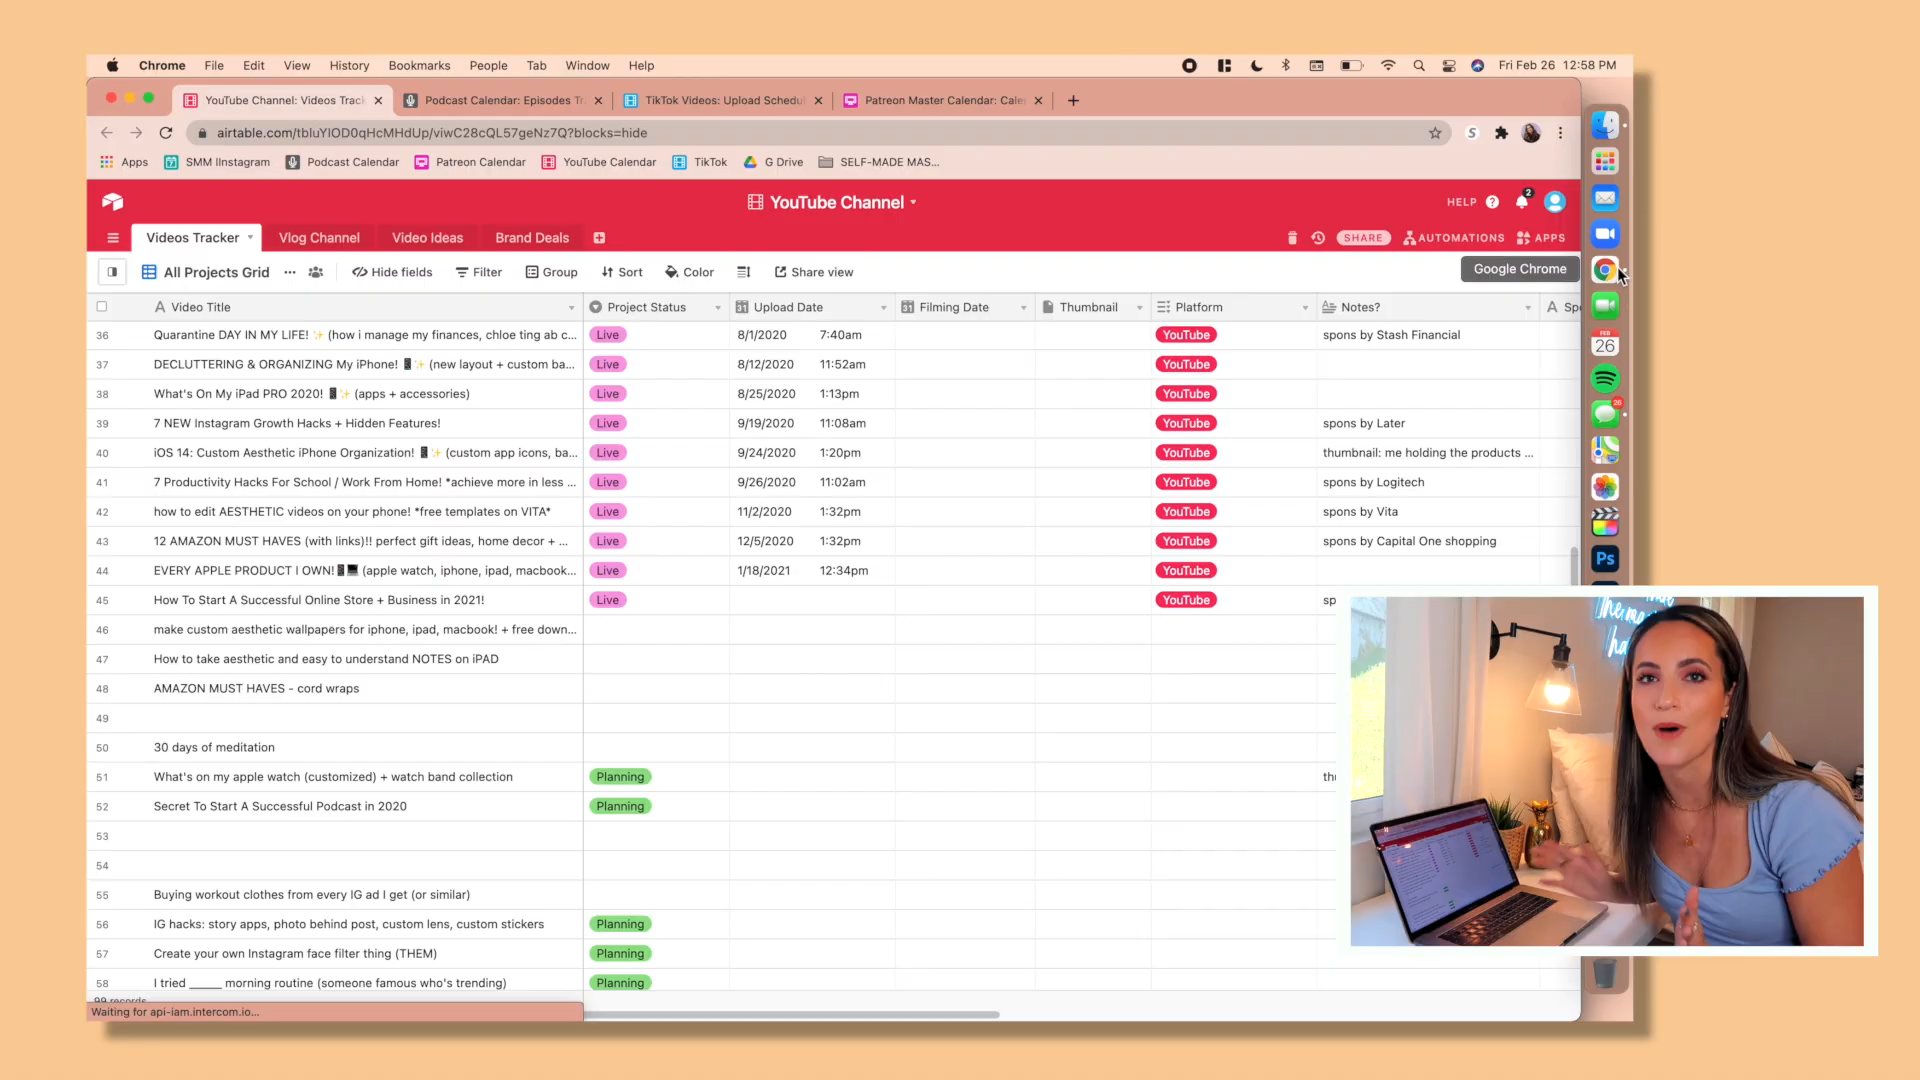 Chrome File Edit View History Bookmarks People Tab Window Help Fri Feb 26 12:58 PM
YouTube Channel: Videos Track Podcast Calendar: Episodes Tr TikTok Videos: Upload Schedul Patreon Master Calendar: Cale
airtable.com/tbluYlOD0qHcMHdUp/viwC28cQL57geNz7Q?blocks=hide
Apps SMM IInstagram Podcast Calendar Patreon Calendar YouTube Calendar TikTok G Drive SELF-MADE MAS...
YouTube Channel HELP 2
Videos Tracker Vlog Channel Video Ideas Brand Deals SHARE AUTOMATIONS APPS
All Projects Grid ... Hide fields Filter Group Sort Color Share view
Google Chrome
Video Title Project Status Upload Date Filming Date Thumbnail Platform Notes?
36 Quarantine DAY IN MY LIFE! ✨ (how i manage my finances, chloe ting ab c... Live 8/1/2020 7:40am YouTube spons by Stash Financial
37 DECLUTTERING & ORGANIZING My iPhone! 📱✨ (new layout + custom ba... Live 8/12/2020 11:52am YouTube
38 What's On My iPad PRO 2020! 📱✨ (apps + accessories) Live 8/25/2020 1:13pm YouTube
39 7 NEW Instagram Growth Hacks + Hidden Features! Live 9/19/2020 11:08am YouTube spons by Later
40 iOS 14: Custom Aesthetic iPhone Organization! 📱✨ (custom app icons, ba... Live 9/24/2020 1:20pm YouTube thumbnail: me holding the products ...
41 7 Productivity Hacks For School / Work From Home! *achieve more in less ... Live 9/26/2020 11:02am YouTube spons by Logitech
42 how to edit AESTHETIC videos on your phone! *free templates on VITA* Live 11/2/2020 1:32pm YouTube spons by Vita
43 12 AMAZON MUST HAVES (with links)!! perfect gift ideas, home decor + ... Live 12/5/2020 1:32pm YouTube spons by Capital One shopping
44 EVERY APPLE PRODUCT I OWN!📱💻 (apple watch, iphone, ipad, macbook... Live 1/18/2021 12:34pm YouTube
45 How To Start A Successful Online Store + Business in 2021! Live YouTube sp
46 make custom aesthetic wallpapers for iphone, ipad, macbook! + free down...
47 How to take aesthetic and easy to understand NOTES on iPAD
48 AMAZON MUST HAVES - cord wraps
49
50 30 days of meditation
51 What's on my apple watch (customized) + watch band collection Planning
52 Secret To Start A Successful Podcast in 2020 Planning
53
54
55 Buying workout clothes from every IG ad I get (or similar)
56 IG hacks: story apps, photo behind post, custom lens, custom stickers Planning
57 Create your own Instagram face filter thing (THEM) Planning
58 I tried _____ morning routine (someone famous who's trending) Planning
99 records
Waiting for api-iam.intercom.io...
FEB
26
26
Ps